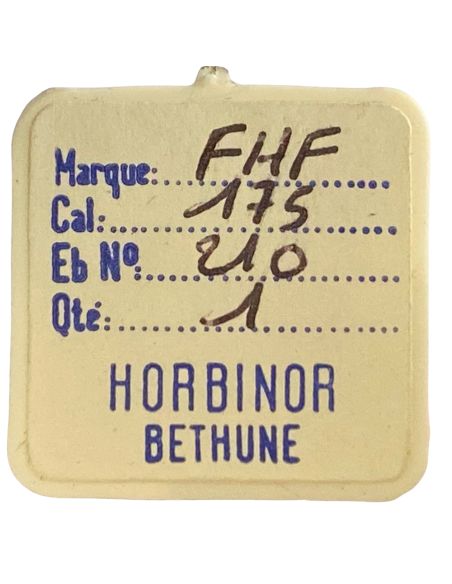 Marque: FHF
Cal: 175
Eb Nº: 210
Qté: 1
HORBINOR
BETHUNE